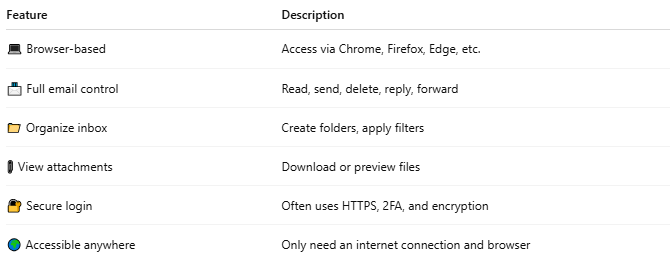 Feature Description
💻 Browser-based Access via Chrome, Firefox, Edge, etc.
📩 Full email control Read, send, delete, reply, forward
📂 Organize inbox Create folders, apply filters
📎 View attachments Download or preview files
🔐 Secure login Often uses HTTPS, 2FA, and encryption
🌍 Accessible anywhere Only need an internet connection and browser